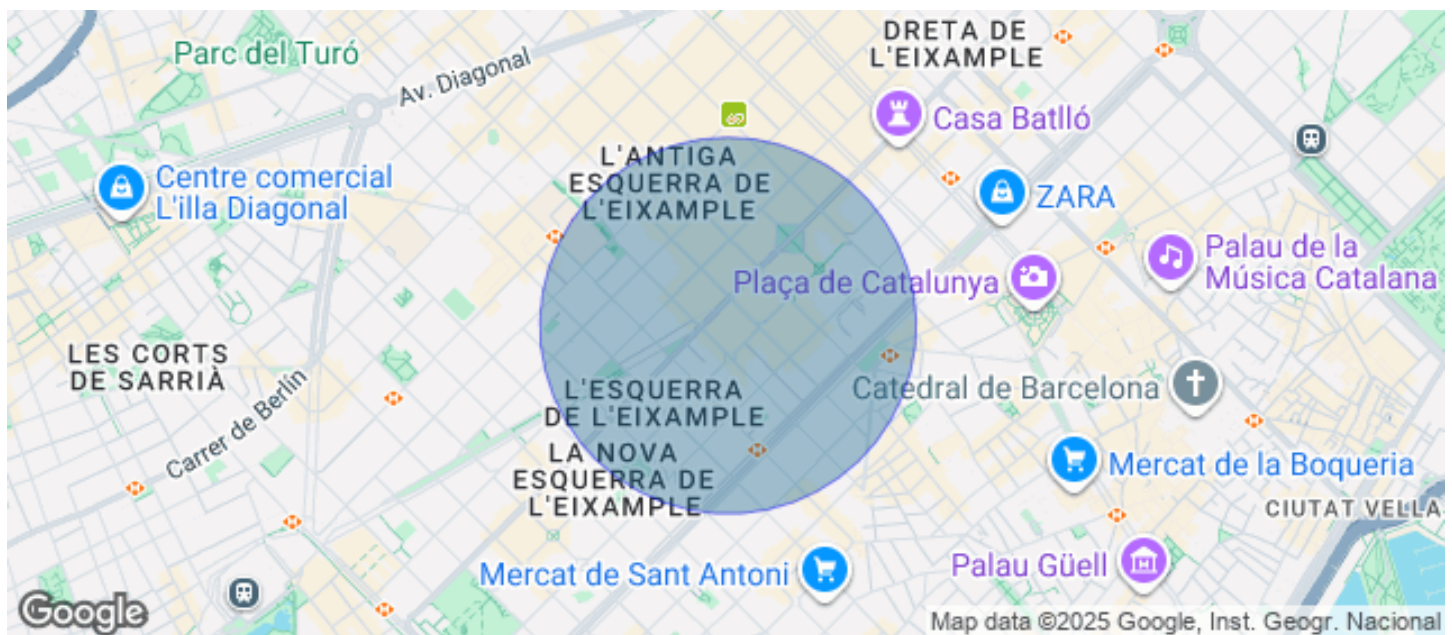 DRETA DE
L'EIXAMPLE
Parc del Turó
Av. Diagonal
Casa Batlló
L'ANTIGA
ESQUERRA DE
L'EIXAMPLE
Centre comercial
L'illa Diagonal
ZARA
Palau de la
Música Catalana
Plaça de Catalunya
LES CORTS
DE SARRIÀ
Catedral de Barcelona
L'ESQUERRA
DE L'EIXAMPLE
Carrer de Berlín
LA NOVA
ESQUERRA DE
L'EIXAMPLE
Mercat de la Boqueria
CIUTAT VELLA
Mercat de Sant Antoni
Palau Güell
Google
Map data ©2025 Google, Inst. Geogr. Nacional